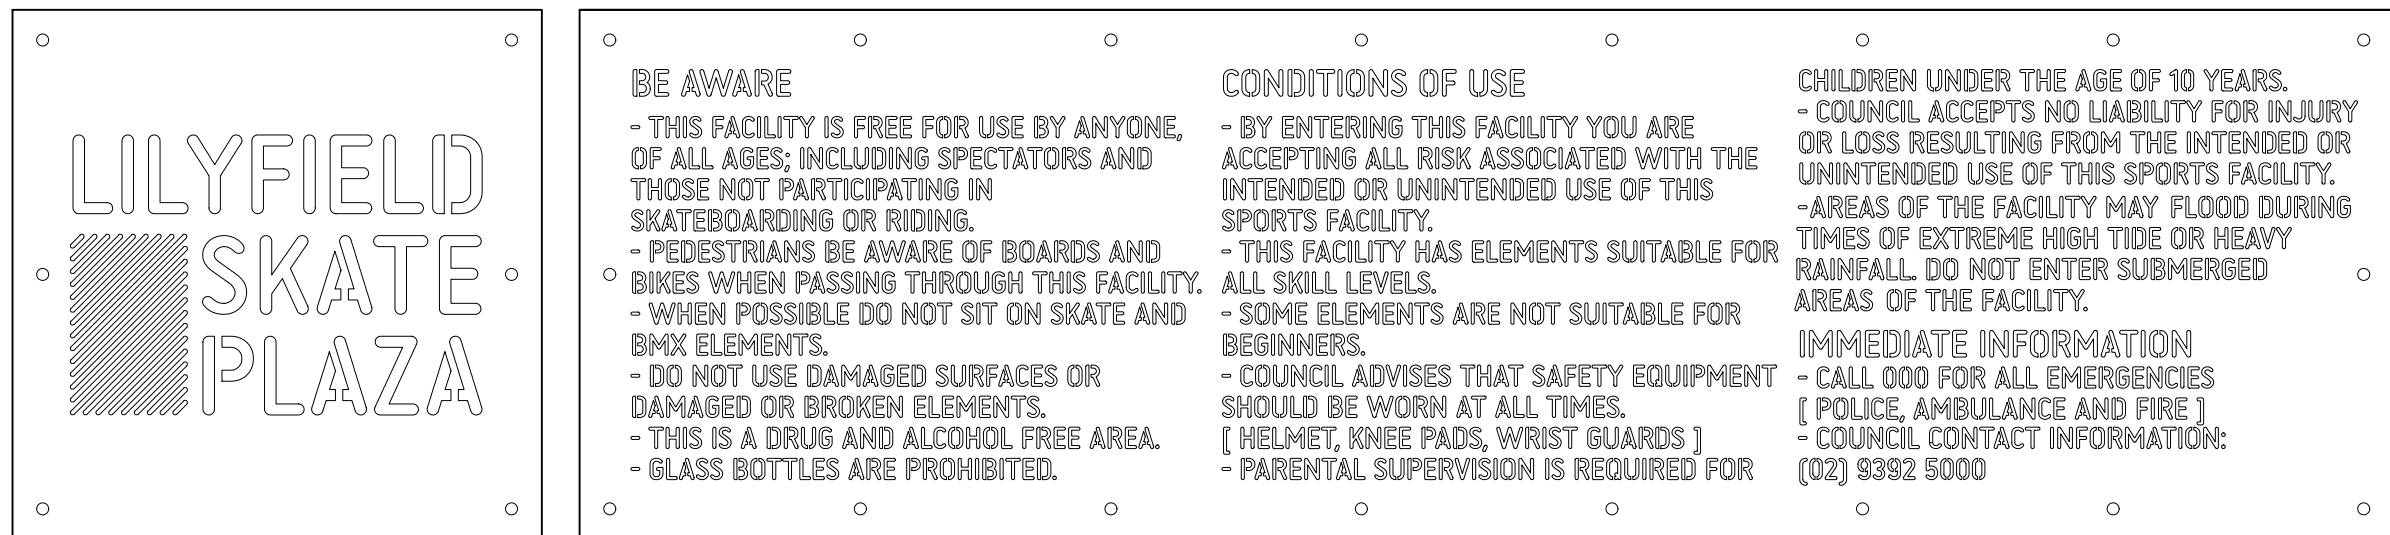 LILYFIELD
SKATE
PLAZA
BE AWARE
- THIS FACILITY IS FREE FOR USE BY ANYONE,
OF ALL AGES; INCLUDING SPECTATORS AND
THOSE NOT PARTICIPATING IN
SKATEBOARDING OR RIDING.
- PEDESTRIANS BE AWARE OF BOARDS AND
BIKES WHEN PASSING THROUGH THIS FACILITY.
- WHEN POSSIBLE DO NOT SIT ON SKATE AND
BMX ELEMENTS.
- DO NOT USE DAMAGED SURFACES OR
DAMAGED OR BROKEN ELEMENTS.
- THIS IS A DRUG AND ALCOHOL FREE AREA.
- GLASS BOTTLES ARE PROHIBITED.
CONDITIONS OF USE
- BY ENTERING THIS FACILITY YOU ARE
ACCEPTING ALL RISK ASSOCIATED WITH THE
INTENDED OR UNINTENDED USE OF THIS
SPORTS FACILITY.
- THIS FACILITY HAS ELEMENTS SUITABLE FOR
ALL SKILL LEVELS.
- SOME ELEMENTS ARE NOT SUITABLE FOR
BEGINNERS.
- COUNCIL ADVISES THAT SAFETY EQUIPMENT
SHOULD BE WORN AT ALL TIMES.
[ HELMET, KNEE PADS, WRIST GUARDS ]
- PARENTAL SUPERVISION IS REQUIRED FOR
CHILDREN UNDER THE AGE OF 10 YEARS.
- COUNCIL ACCEPTS NO LIABILITY FOR INJURY
OR LOSS RESULTING FROM THE INTENDED OR
UNINTENDED USE OF THIS SPORTS FACILITY.
-AREAS OF THE FACILITY MAY FLOOD DURING
TIMES OF EXTREME HIGH TIDE OR HEAVY
RAINFALL. DO NOT ENTER SUBMERGED
AREAS OF THE FACILITY.
IMMEDIATE INFORMATION
- CALL 000 FOR ALL EMERGENCIES
[ POLICE, AMBULANCE AND FIRE ]
- COUNCIL CONTACT INFORMATION:
(02) 9392 5000